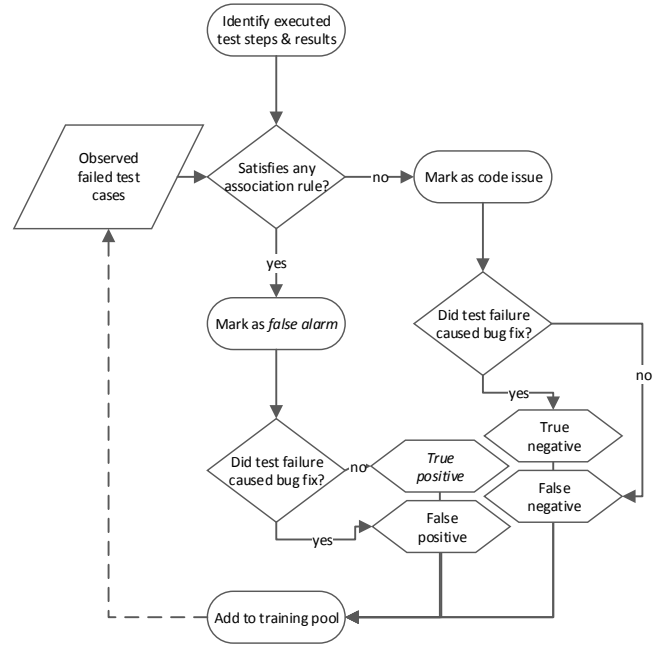 Identify executed
test steps & results
Observed
failed test
cases
Satisfies any
association rule?
no
Mark as code issue
yes
Mark as false alarm
Did test failure
caused bug fix?
no
yes
True
negative
Did test failure
caused bug fix?
no
True
positive
False
negative
False
positive
yes
Add to training pool